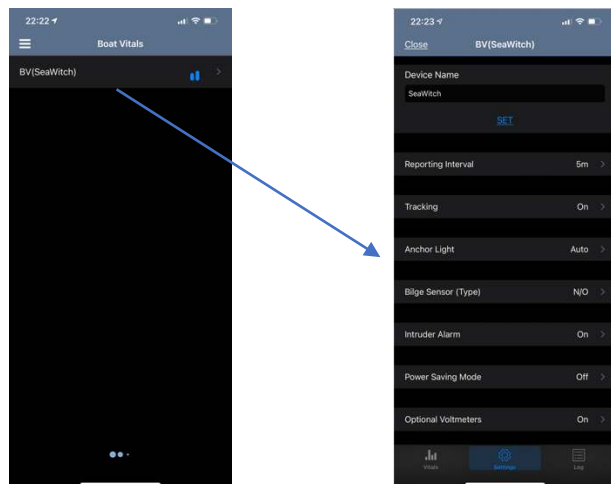 22:22
Boat Vitals
BV(SeaWitch)
22:23
Close BV(SeaWitch)
Device Name
SeaWitch
SET
Reporting Interval 5m
Tracking On
Anchor Light Auto
Bilge Sensor (Type) N/O
Intruder Alarm On
Power Saving Mode Off
Optional Voltmeters On
Vitals Settings Log